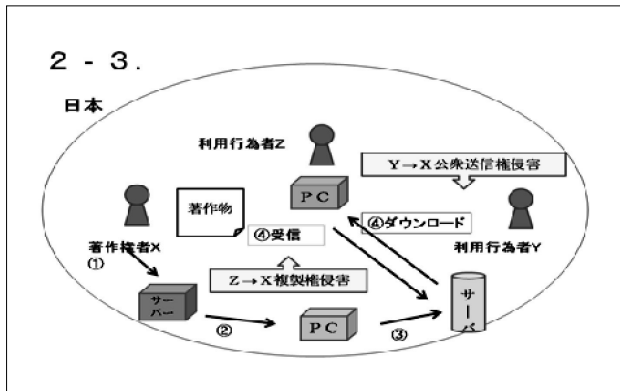 2-3.
日本
利用行為者Z
Y→X公衆送信権侵害
PC
著作物
④受信
④ダウンロード
著作権者X
利用行為者Y
①
Z→X複製権侵害
サーバー
サーバ
②
PC
③